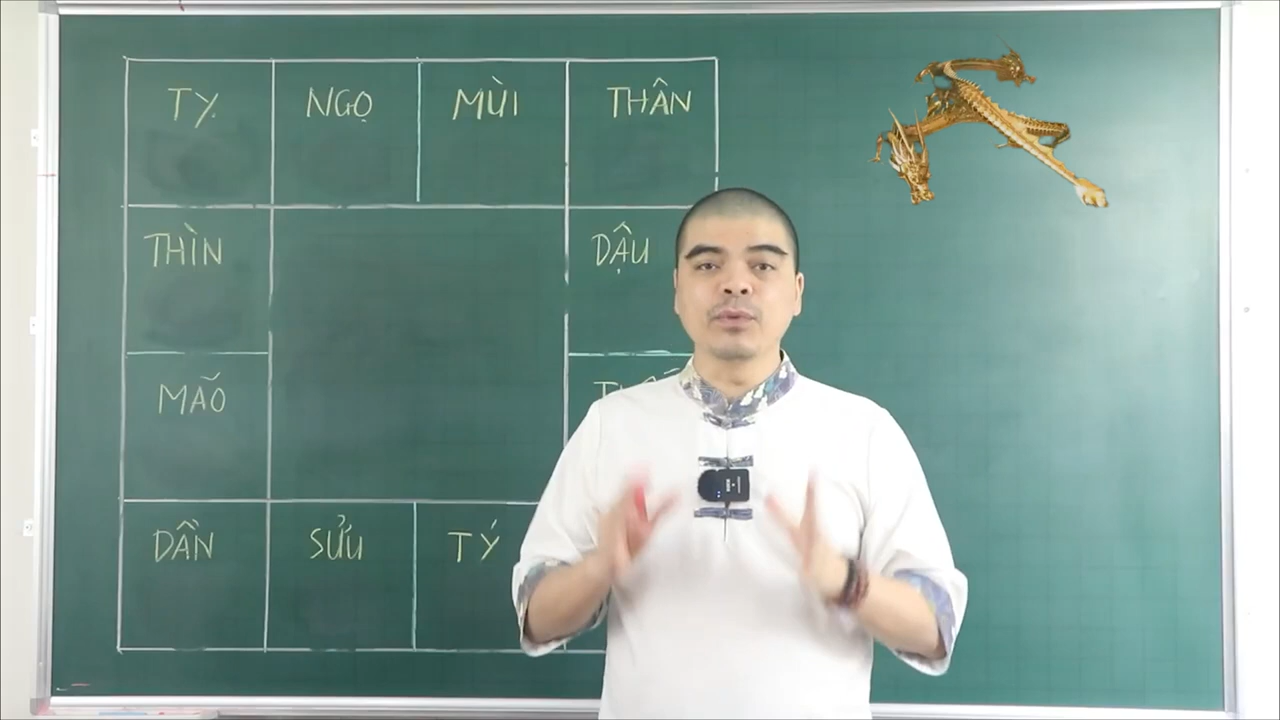 TỴ NGỌ MÙI THÂN
THÌN DẬU
MÃO
DẦN SỬU TÝ